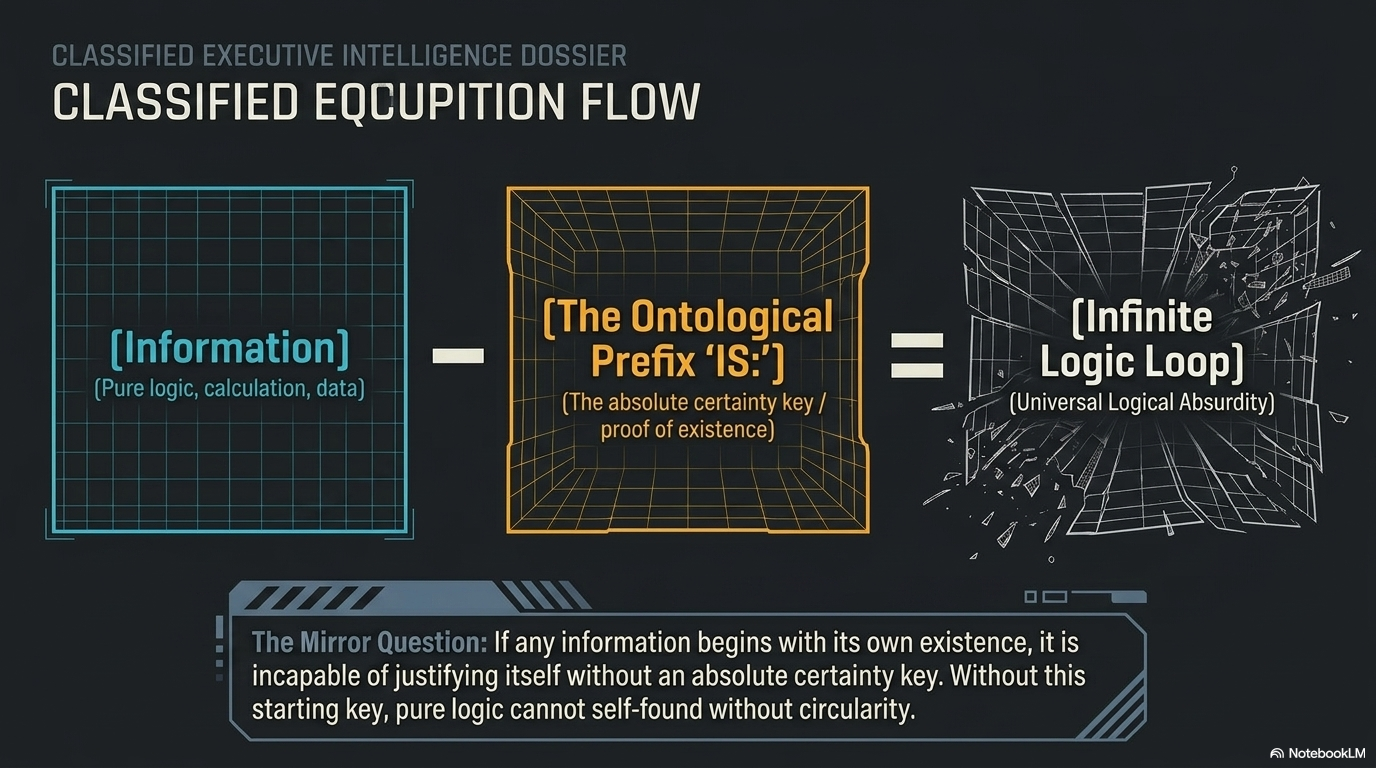 CLASSIFIED EXECUTIVE INTELLIGENCE DOSSIER
CLASSIFIED EQCUPITION FLOW
[Information]
(Pure logic, calculation, data)
[The Ontological
Prefix ‘IS:’]
(The absolute certainty key /
proof of existence)
[Infinite
Logic Loop]
(Universal Logical Absurdity)
The Mirror Question: If any information begins with its own existence, it is
incapable of justifying itself without an absolute certainty key. Without this
starting key, pure logic cannot self-found without circularity.
NotebookLM